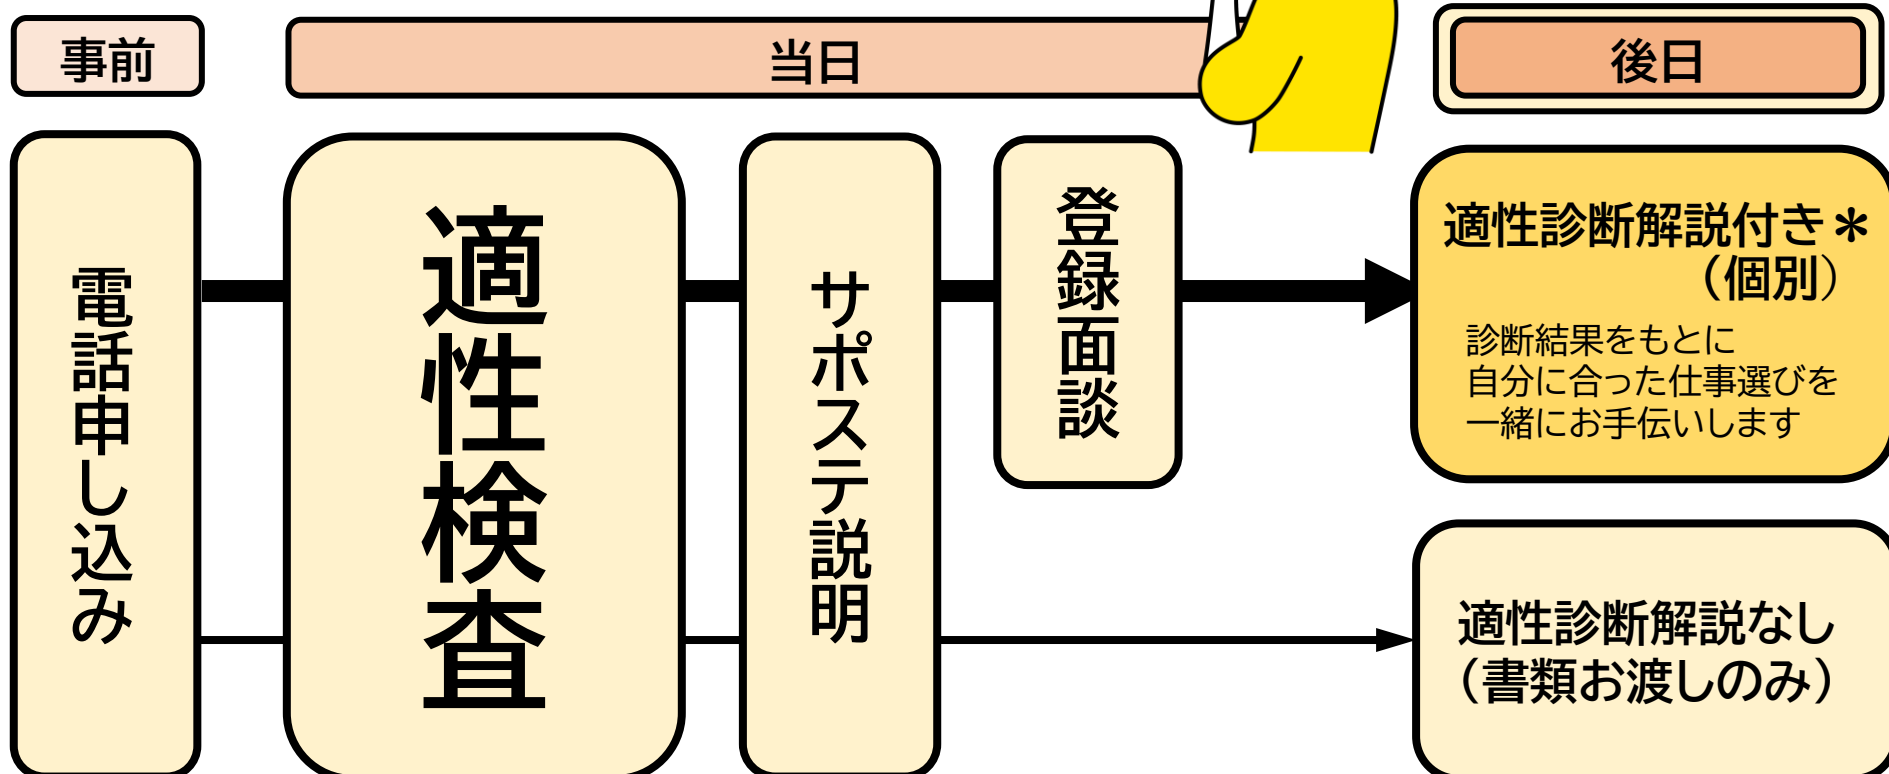 事前
当日
後日
電話申し込み
適性検査
サポステ説明
登録面談
適性診断解説付き＊
（個別）
診断結果をもとに
自分に合った仕事選びを
一緒にお手伝いします
適性診断解説なし
（書類お渡しのみ）